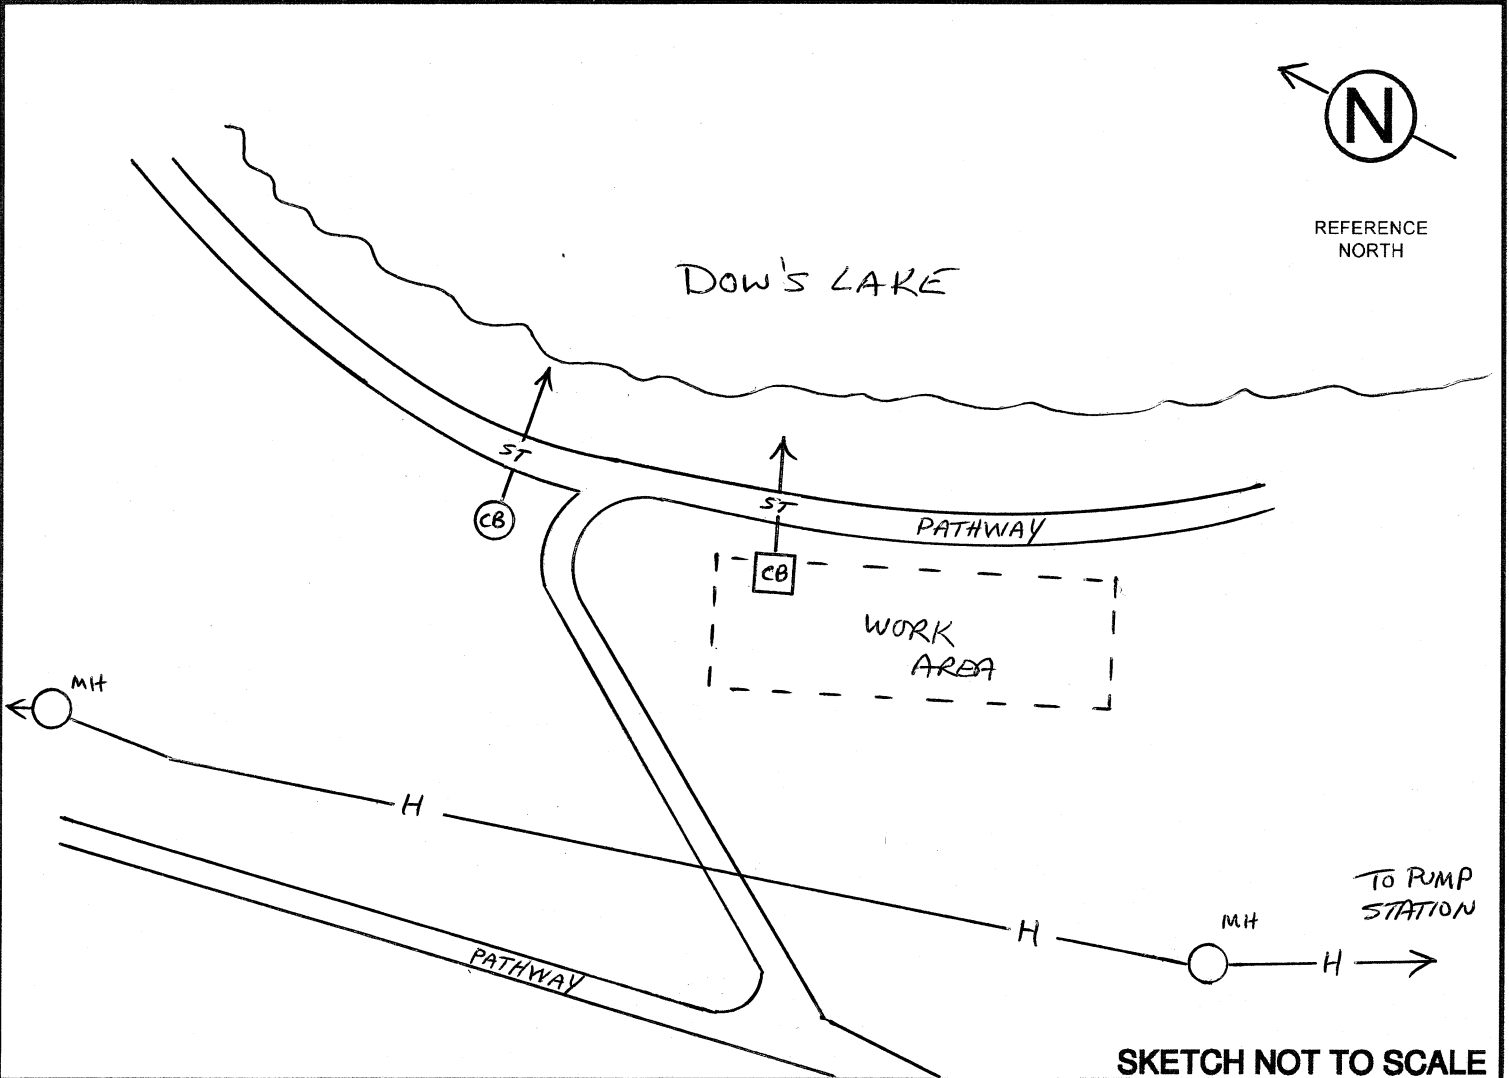 N
REFERENCE
NORTH
DOW'S LAKE
ST
CB
ST
PATHWAY
CB
WORK
AREA
MH
H
TO PUMP
STATION
MH
H
H
PATHWAY
SKETCH NOT TO SCALE